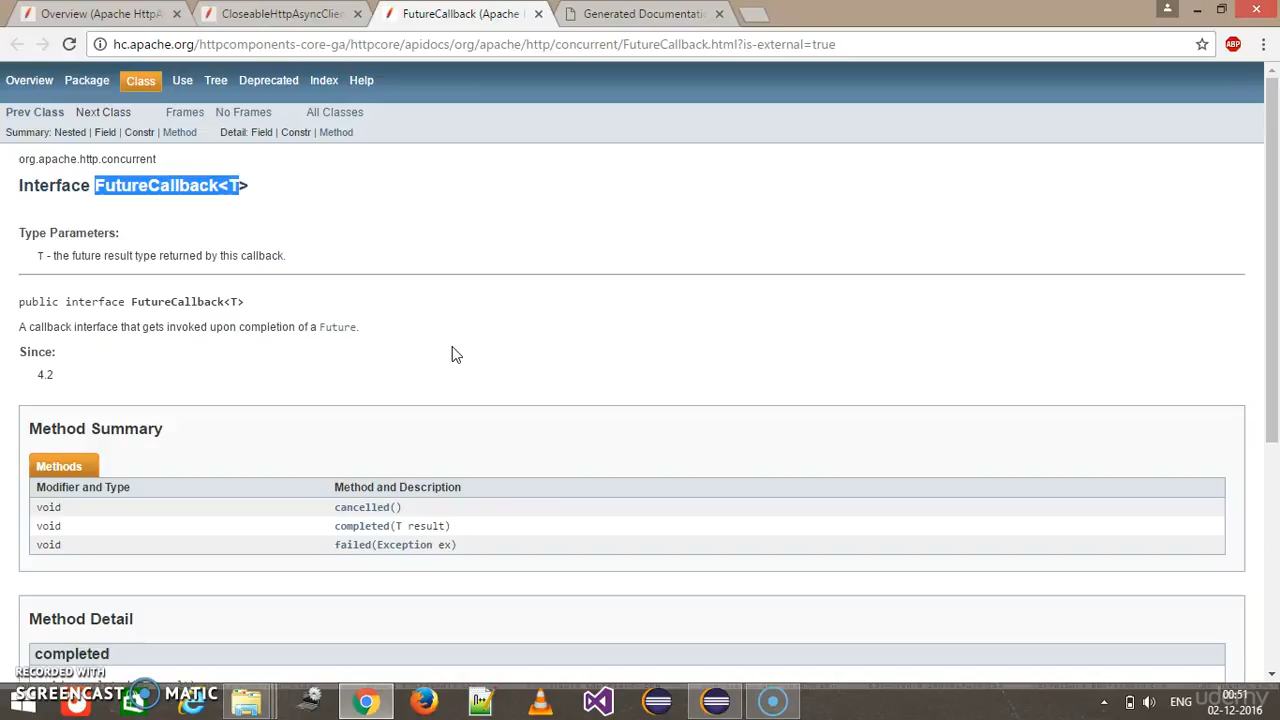 Overview (Apache HttpA
CloseableHttpAsyncClien
FutureCallback (Apache
Generated Documentatio
hc.apache.org/httpcomponents-core-ga/httpcore/apidocs/org/apache/http/concurrent/FutureCallback.html?is-external=true
ABP
Overview Package Class Use Tree Deprecated Index Help
Prev Class Next Class Frames No Frames All Classes
Summary: Nested | Field | Constr | Method Detail: Field | Constr | Method
org.apache.http.concurrent
Interface FutureCallback<T>
Type Parameters:
T - the future result type returned by this callback.
public interface FutureCallback<T>
A callback interface that gets invoked upon completion of a Future.
Since:
4.2
Method Summary
Methods
Modifier and Type Method and Description
void cancelled()
void completed(T result)
void failed(Exception ex)
Method Detail
completed
RECORDED WITH
SCREENCAST MATIC
ENG
00:51
02-12-2016
udemy